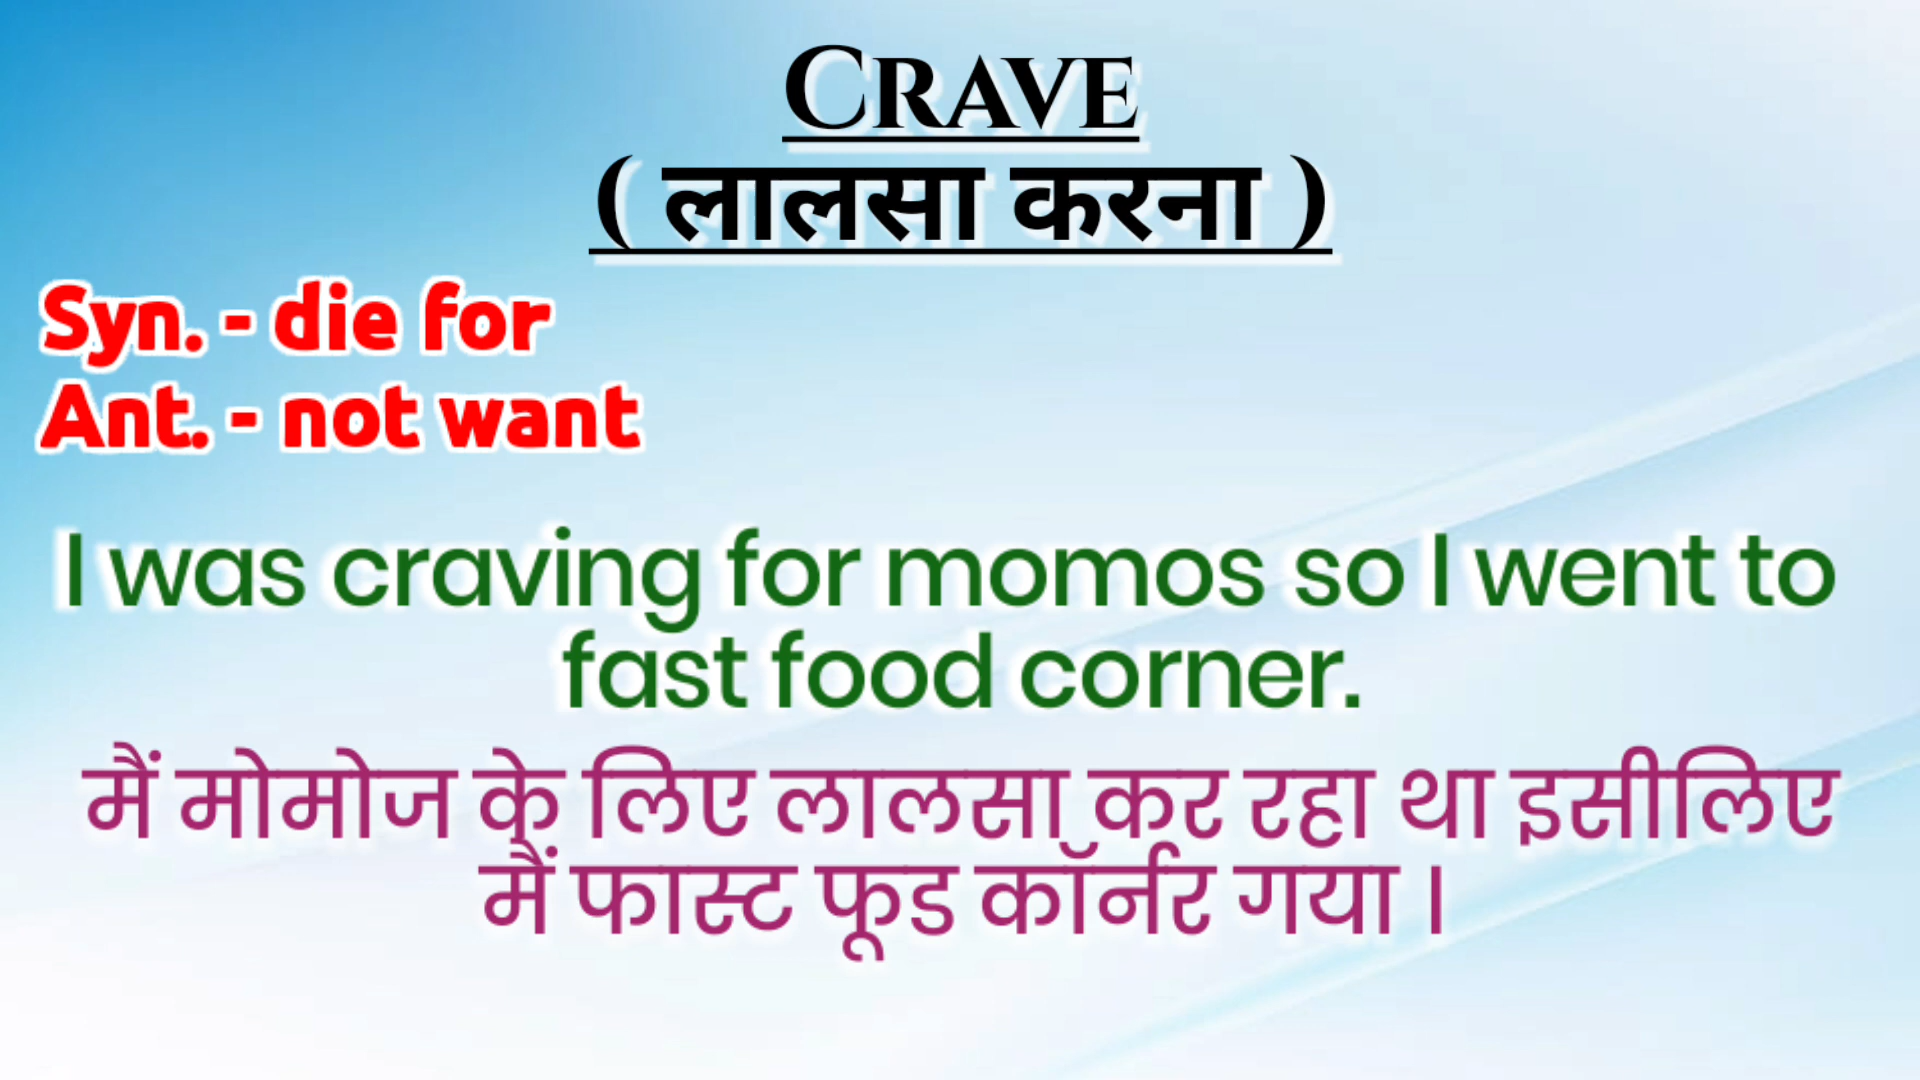 Crave
( लालसा करना )
Syn. - die for
Ant. - not want
I was craving for momos so I went to
fast food corner.
मैं मोमोज के लिए लालसा कर रहा था इसीलिए
मैं फास्ट फूड कॉर्नर गया ।